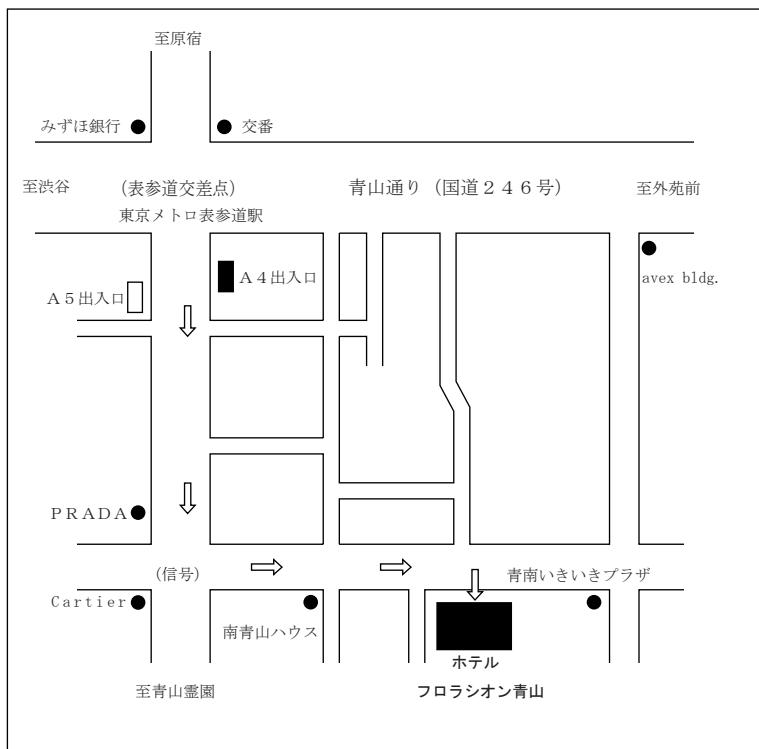 至原宿
みずほ銀行
交番
至渋谷
(表参道交差点)
青山通り (国道246号)
至外苑前
東京メトロ表参道駅
A4出入口
avex bldg.
A5出入口
PRADA
(信号)
青南いきいきプラザ
Cartier
南青山ハウス
ホテル
至青山霊園
フロラシオン青山